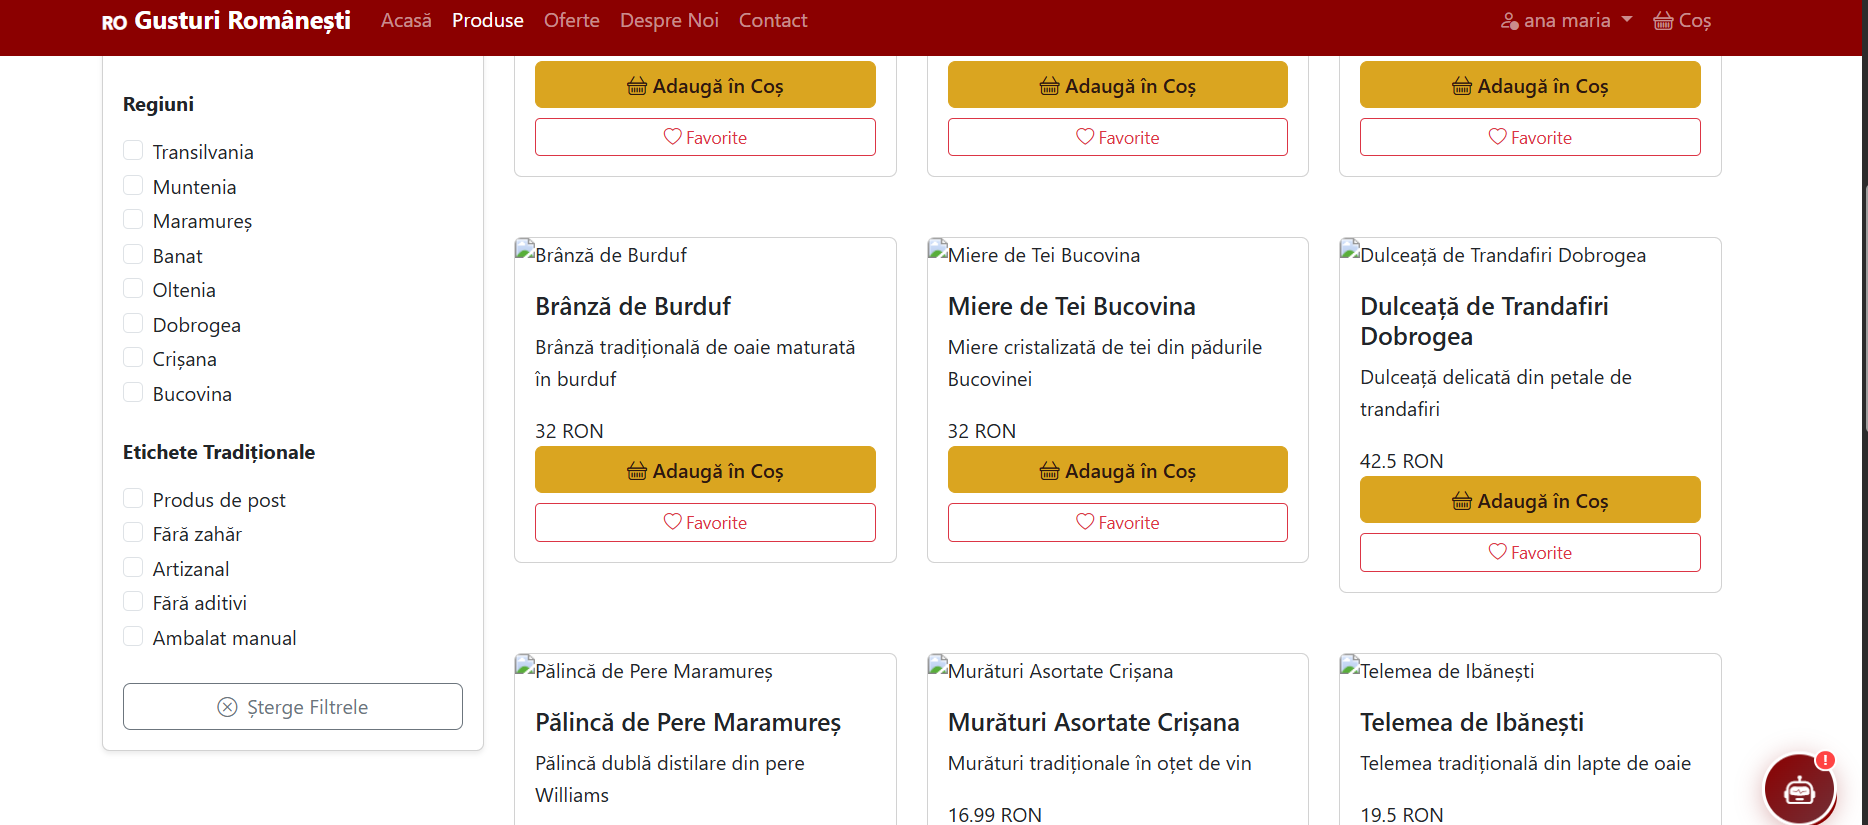 RO Gusturi Românești Acasă Produse Oferte Despre Noi Contact ana maria Coș
Regiuni
Transilvania
Muntenia
Maramureș
Banat
Oltenia
Dobrogea
Crișana
Bucovina
Etichete Tradiționale
Produs de post
Fără zahăr
Artizanal
Fără aditivi
Ambalat manual
Șterge Filtrele
Adaugă în Coș
Favorite
Adaugă în Coș
Favorite
Adaugă în Coș
Favorite
Brânză de Burduf
Brânză de Burduf
Brânză tradițională de oaie maturată
în burduf
32 RON
Adaugă în Coș
Favorite
Miere de Tei Bucovina
Miere de Tei Bucovina
Miere cristalizată de tei din pădurile
Bucovinei
32 RON
Adaugă în Coș
Favorite
Dulceață de Trandafiri Dobrogea
Dulceață de Trandafiri
Dobrogea
Dulceață delicată din petale de
trandafiri
42.5 RON
Adaugă în Coș
Favorite
Pălincă de Pere Maramureș
Pălincă de Pere Maramureș
Pălincă dublă distilare din pere
Williams
Murături Asortate Crișana
Murături Asortate Crișana
Murături tradiționale în oțet de vin
16.99 RON
Telemea de Ibănești
Telemea de Ibănești
Telemea tradițională din lapte de oaie
19.5 RON
!